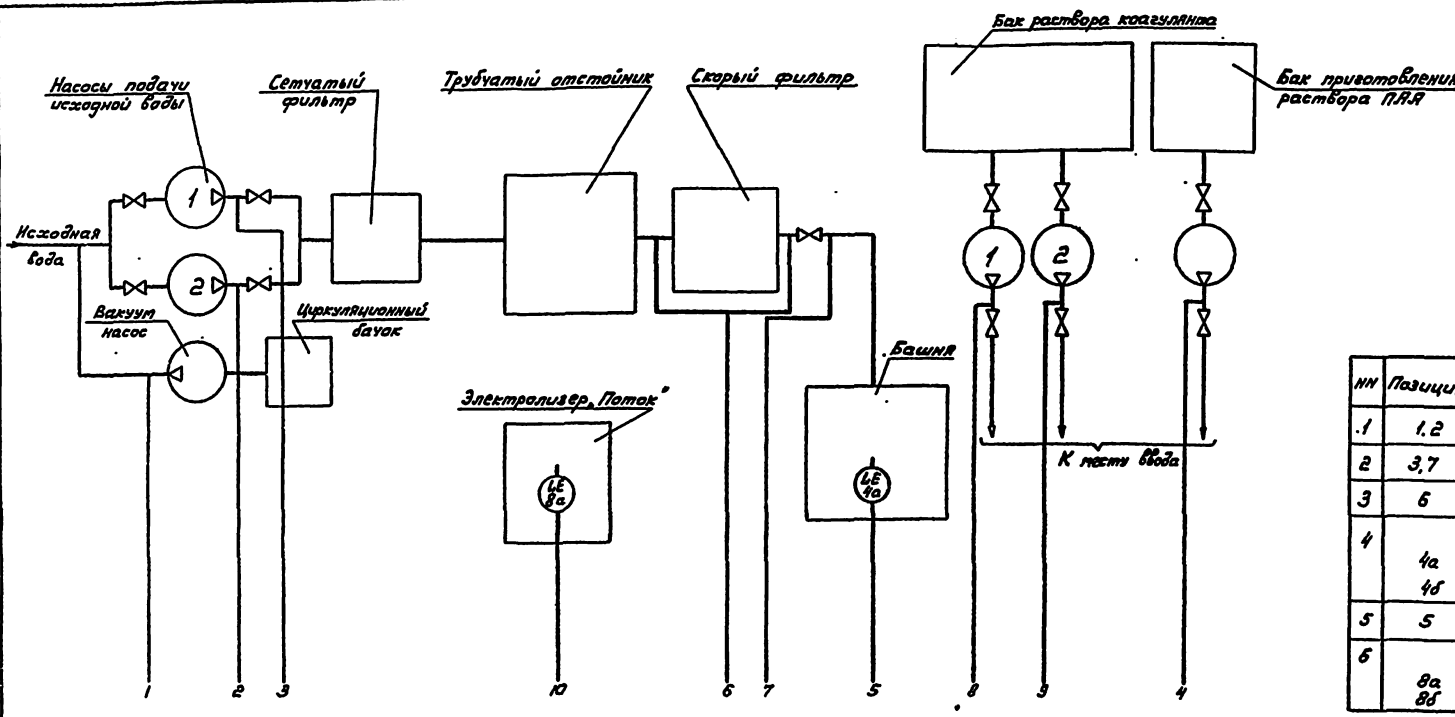 Бак раствора коагулянта
Насосы подачи
исходной воды
Сетчатый
фильтр
Трубчатый отстойник
Скорый фильтр
Бак приготовлени
раствора ПАА
1
Исходная
вода
2
1
2
Вакуум
насос
Циркуляционный
бачок
Башня
Электролизер „Поток"
LE
8а
LE
4а
К месту ввода
NN Позици
1 1,2
2 3,7
3 6
4
4а
4б
5 5
6
8а
8б
1 2 3 10 6 7 5 8 9 4